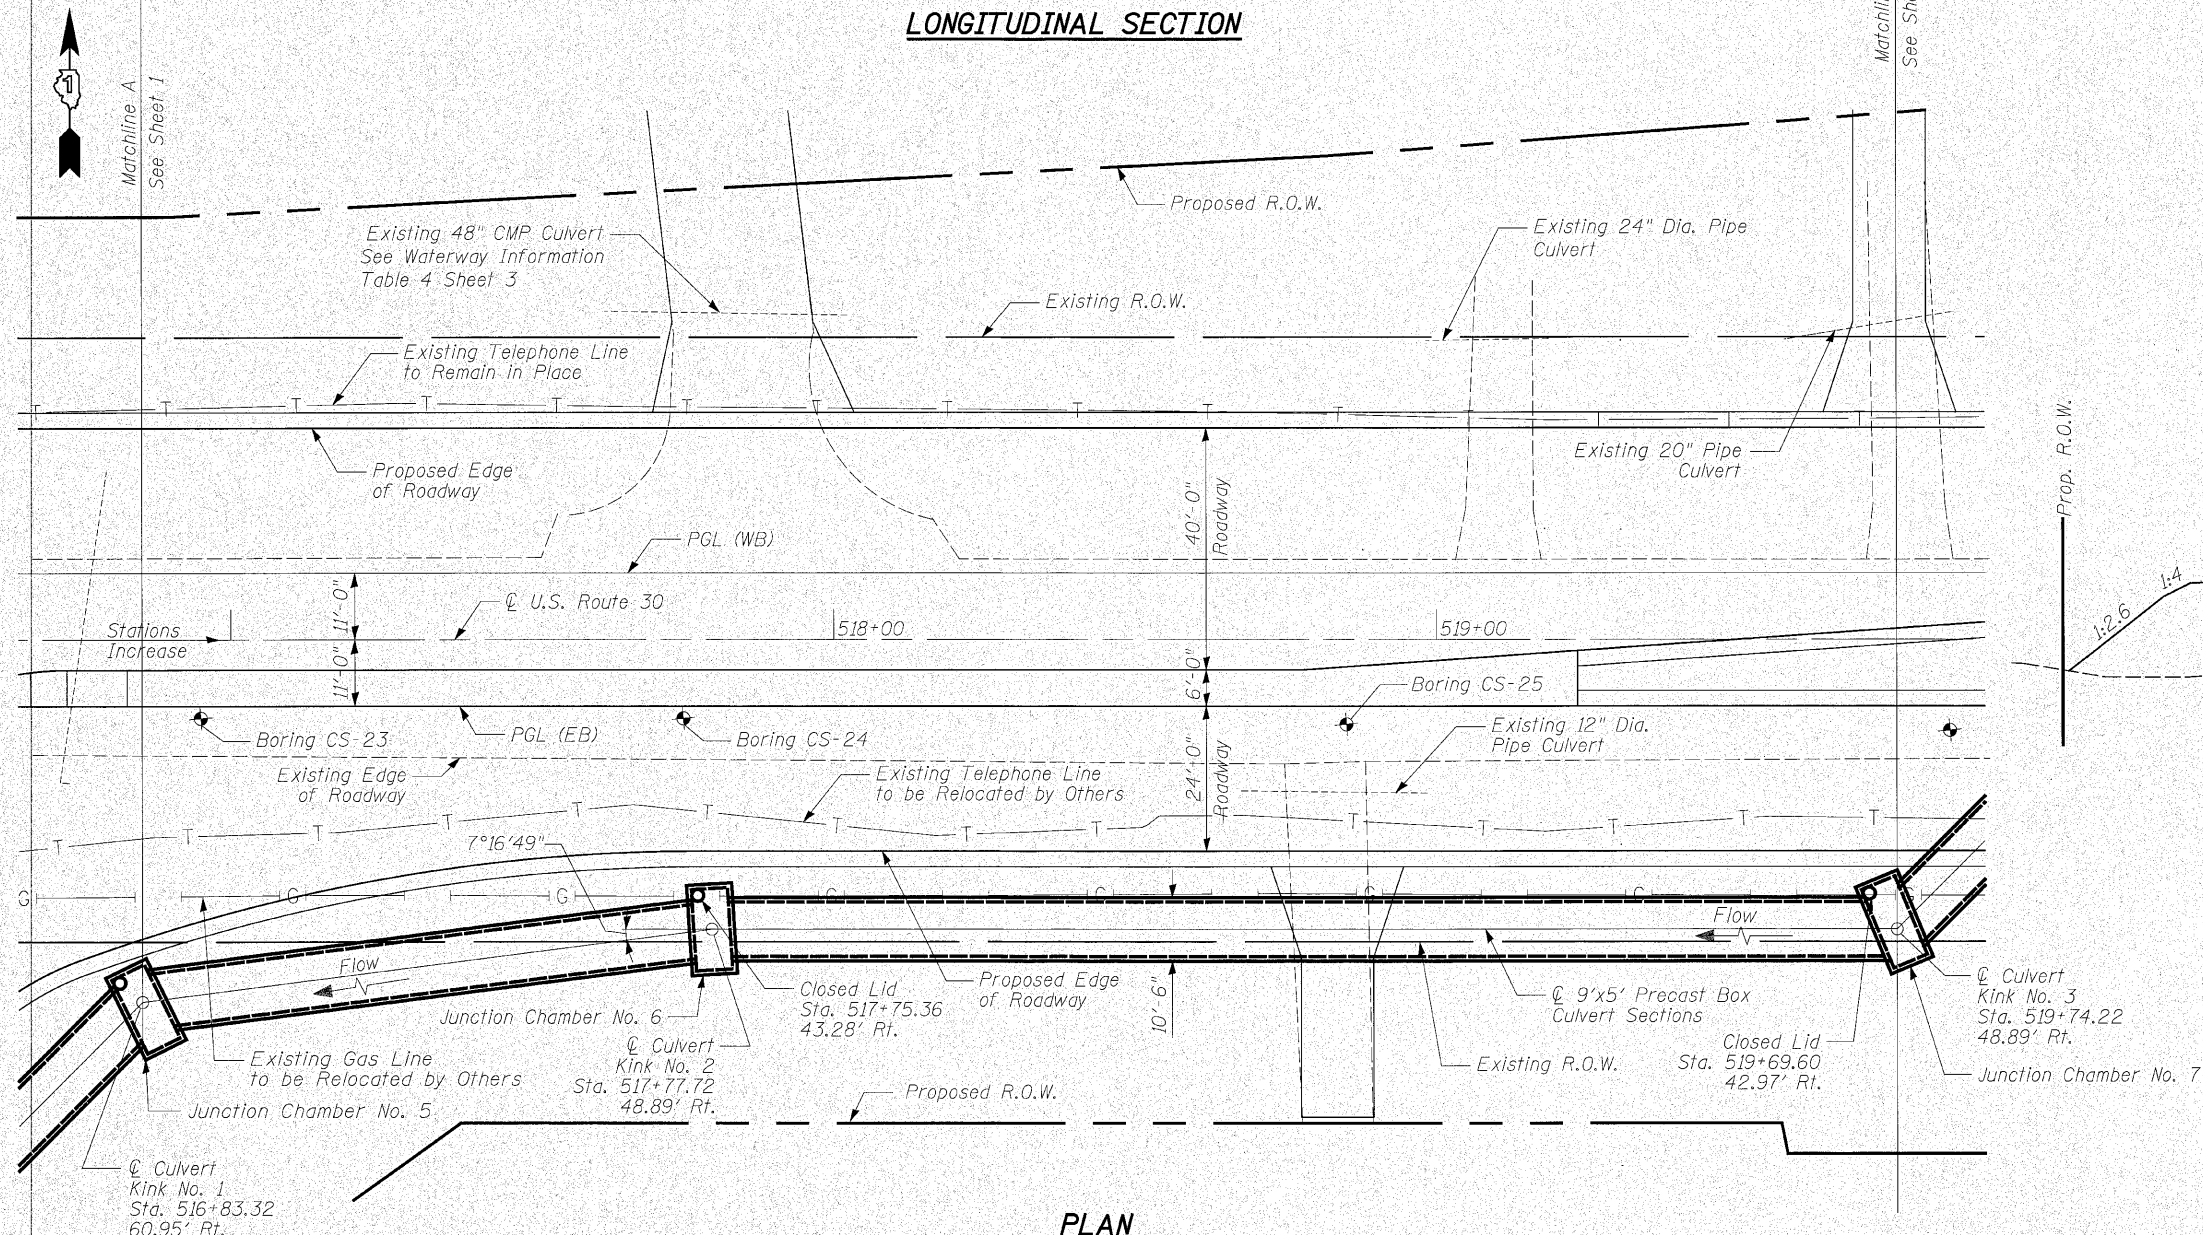 LONGITUDINAL SECTION
1
Matchline A
See Sheet 1
Proposed R.O.W.
Existing 48" CMP Culvert
See Waterway Information
Table 4 Sheet 3
Existing 24" Dia. Pipe
Culvert
Existing R.O.W.
Existing Telephone Line
to Remain in Place
T T T T T T T T T T T T T
Existing 20" Pipe
Culvert
Prop. R.O.W.
Proposed Edge
of Roadway
40'-0"
Roadway
PGL (WB)
1:4
1:2.6
11'-0"
℄ U.S. Route 30
Stations
Increase
518+00
519+00
11'-0"
6'-0"
Boring CS-25
Boring CS-23
PGL (EB)
Boring CS-24
Existing 12" Dia.
Pipe Culvert
Existing Edge
of Roadway
Existing Telephone Line
to be Relocated by Others
24'-0"
Roadway
T T T T T T T T T T T T T T T
7°16'49"
G G G G G G G G
Flow
Flow
Junction Chamber No. 6
Closed Lid
Sta. 517+75.36
43.28' Rt.
Proposed Edge
of Roadway
10'-6"
℄ 9'x5' Precast Box
Culvert Sections
℄ Culvert
Kink No. 3
Sta. 519+74.22
48.89' Rt.
Existing Gas Line
to be Relocated by Others
℄ Culvert
Kink No. 2
Sta. 517+77.72
48.89' Rt.
Existing R.O.W.
Closed Lid
Sta. 519+69.60
42.97' Rt.
Junction Chamber No. 7
Junction Chamber No. 5
Proposed R.O.W.
℄ Culvert
Kink No. 1
Sta. 516+83.32
60.95' Rt.
PLAN